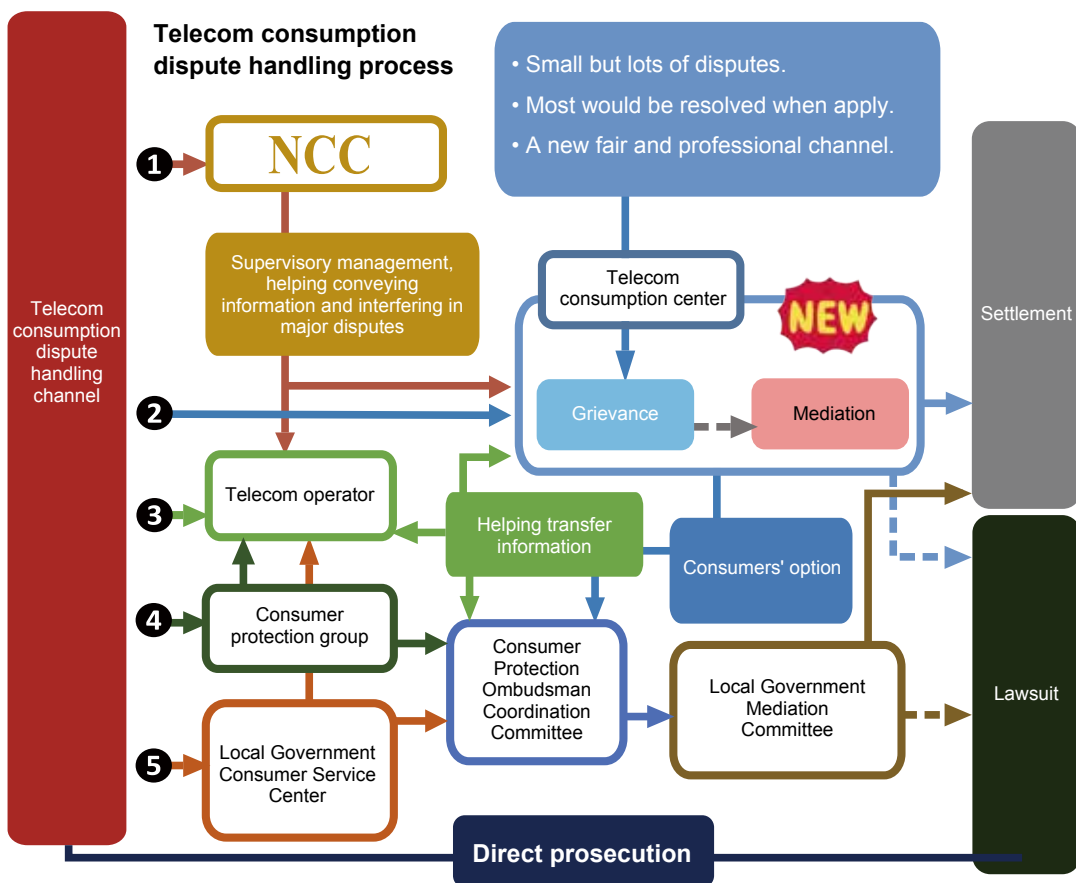 Telecom consumption
dispute handling process
• Small but lots of disputes.
• Most would be resolved when apply.
• A new fair and professional channel.
1
NCC
Supervisory management,
helping conveying
information and interfering in
major disputes
Telecom
consumption center
NEW
Settlement
Telecom
consumption
dispute
handling
channel
2
Grievance
Mediation
3
Telecom operator
Helping transfer
information
Consumers' option
4
Consumer
protection group
Consumer
Protection
Ombudsman
Coordination
Committee
Local Government
Mediation
Committee
Lawsuit
5
Local Government
Consumer Service
Center
Direct prosecution